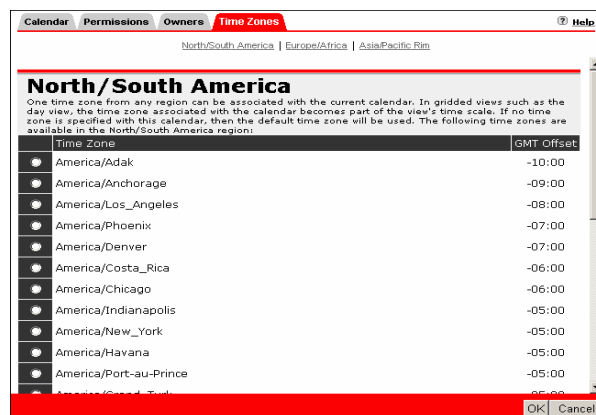 Calendar Permissions Owners Time Zones Help
North/South America | Europe/Africa | Asia/Pacific Rim
North/South America
One time zone from any region can be associated with the current calendar. In gridded views such as the
day view, the time zone associated with the calendar becomes part of the view's time scale. If no time
zone is specified with this calendar, then the default time zone will be used. The following time zones are
available in the North/South America region:
Time Zone GMT Offset
America/Adak -10:00
America/Anchorage -09:00
America/Los_Angeles -08:00
America/Phoenix -07:00
America/Denver -07:00
America/Costa_Rica -06:00
America/Chicago -06:00
America/Indianapolis -05:00
America/New_York -05:00
America/Havana -05:00
America/Port-au-Prince -05:00
America/Grand_Turk -05:00
OK Cancel